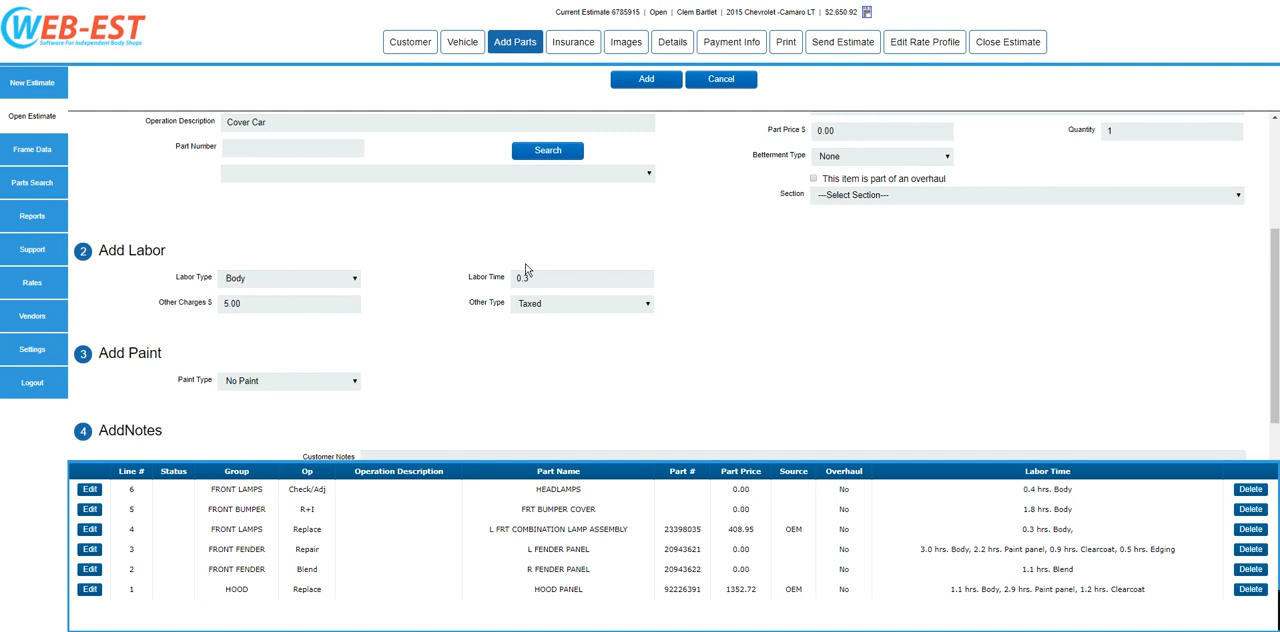 WEB-EST
Software For Independent Body Shops
Current Estimate 6785915 | Open | Clem Bartlet | 2015 Chevrolet -Camaro LT | $2,650.92
Customer Vehicle Add Parts Insurance Images Details Payment Info Print Send Estimate Edit Rate Profile Close Estimate
Add Cancel
New Estimate
Open Estimate
Frame Data
Parts Search
Reports
Support
Rates
Vendors
Settings
Logout
Operation Description Cover Car
Part Number Search
Part Price $ 0.00 Quantity 1
Betterment Type None
This item is part of an overhaul
Section ---Select Section---
2 Add Labor
Labor Type Body Labor Time 0.3
Other Charges $ 5.00 Other Type Taxed
3 Add Paint
Paint Type No Paint
4 AddNotes
Customer Notes
Line # Status Group Op Operation Description Part Name Part # Part Price Source Overhaul Labor Time
Edit 6 FRONT LAMPS Check/Adj HEADLAMPS 0.00 No 0.4 hrs. Body Delete
Edit 5 FRONT BUMPER R+I FRT BUMPER COVER 0.00 No 1.8 hrs. Body Delete
Edit 4 FRONT LAMPS Replace L FRT COMBINATION LAMP ASSEMBLY 23398035 408.95 OEM No 0.3 hrs. Body, Delete
Edit 3 FRONT FENDER Repair L FENDER PANEL 20943621 0.00 No 3.0 hrs. Body, 2.2 hrs. Paint panel, 0.9 hrs. Clearcoat, 0.5 hrs. Edging Delete
Edit 2 FRONT FENDER Blend R FENDER PANEL 20943622 0.00 No 1.1 hrs. Blend Delete
Edit 1 HOOD Replace HOOD PANEL 92226391 1352.72 OEM No 1.1 hrs. Body, 2.9 hrs. Paint panel, 1.2 hrs. Clearcoat Delete